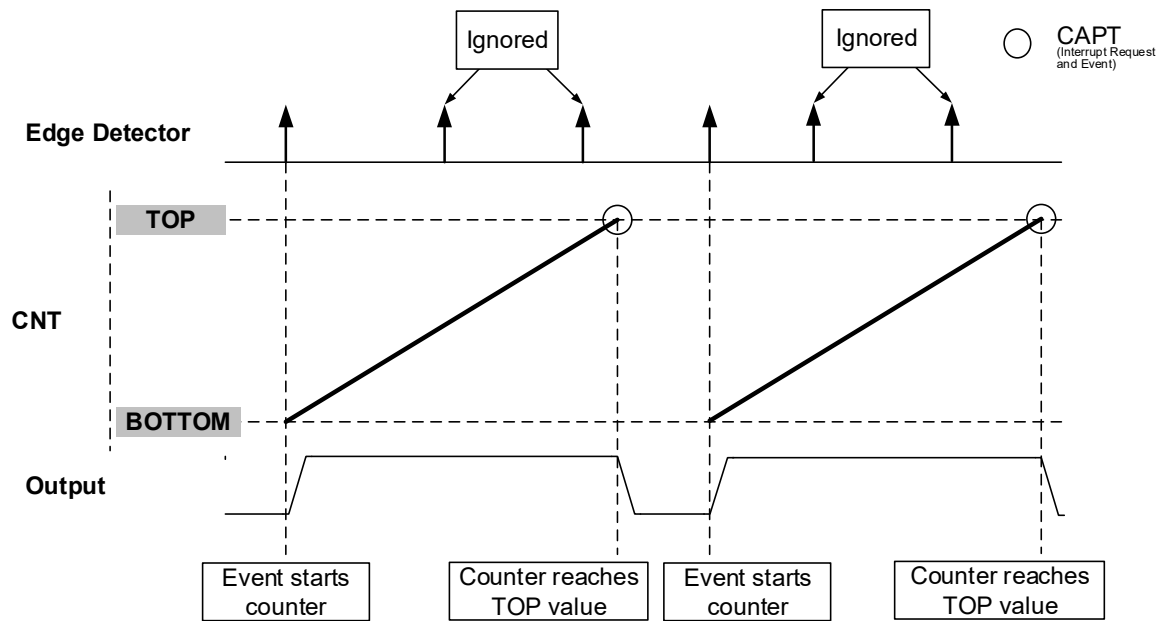 Ignored
Ignored
CAPT
(Interrupt Request
and Event)
Edge Detector
TOP
CNT
BOTTOM
Output
Event starts
counter
Counter reaches
TOP value
Event starts
counter
Counter reaches
TOP value